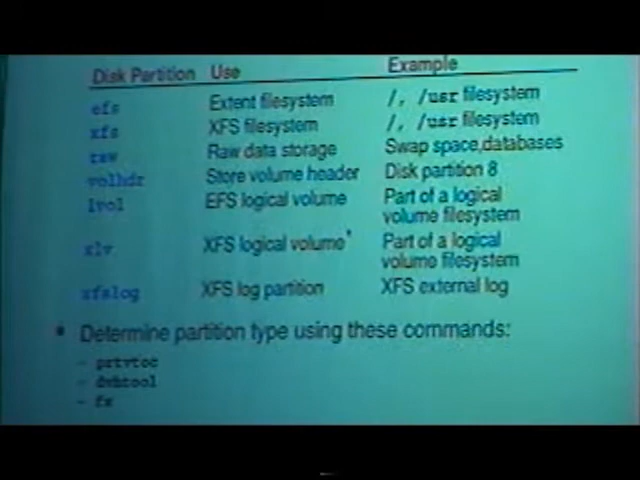 Disk Partition Use Example
efs Extent filesystem /, /usr filesystem
xfs XFS filesystem /, /usr filesystem
raw Raw data storage Swap space,databases
volhdr Store volume header Disk partition 8
lvol EFS logical volume Part of a logical
volume filesystem
xlv XFS logical volume* Part of a logical
volume filesystem
xfslog XFS log partition XFS external log
• Determine partition type using these commands:
- prtvtoc
- dvhtool
- fx